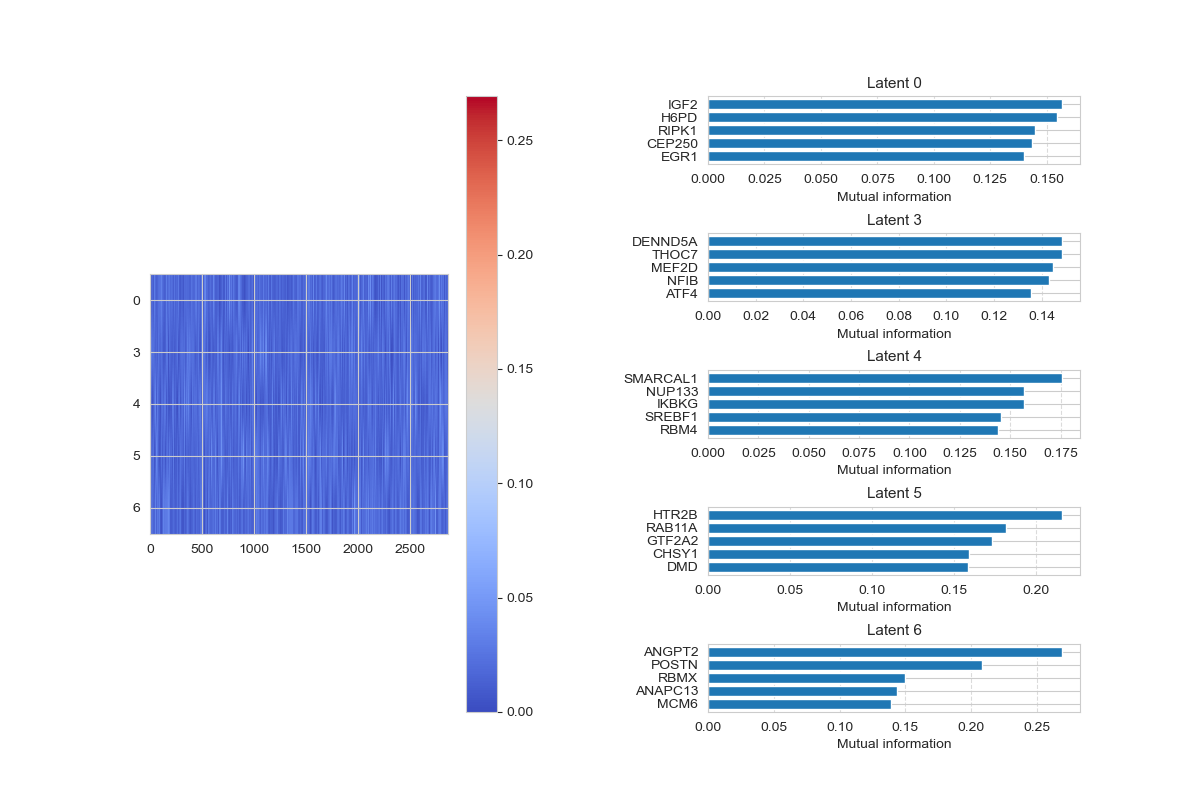 0
3
4
5
6
0 500 1000 1500 2000 2500
0.25
0.20
0.15
0.10
0.05
0.00
Latent 0
IGF2
H6PD
RIPK1
CEP250
EGR1
0.000 0.025 0.050 0.075 0.100 0.125 0.150
Mutual information
Latent 3
DENND5A
THOC7
MEF2D
NFIB
ATF4
0.00 0.02 0.04 0.06 0.08 0.10 0.12 0.14
Mutual information
Latent 4
SMARCAL1
NUP133
IKBKG
SREBF1
RBM4
0.000 0.025 0.050 0.075 0.100 0.125 0.150 0.175
Mutual information
Latent 5
HTR2B
RAB11A
GTF2A2
CHSY1
DMD
0.00 0.05 0.10 0.15 0.20
Mutual information
Latent 6
ANGPT2
POSTN
RBMX
ANAPC13
MCM6
0.00 0.05 0.10 0.15 0.20 0.25
Mutual information